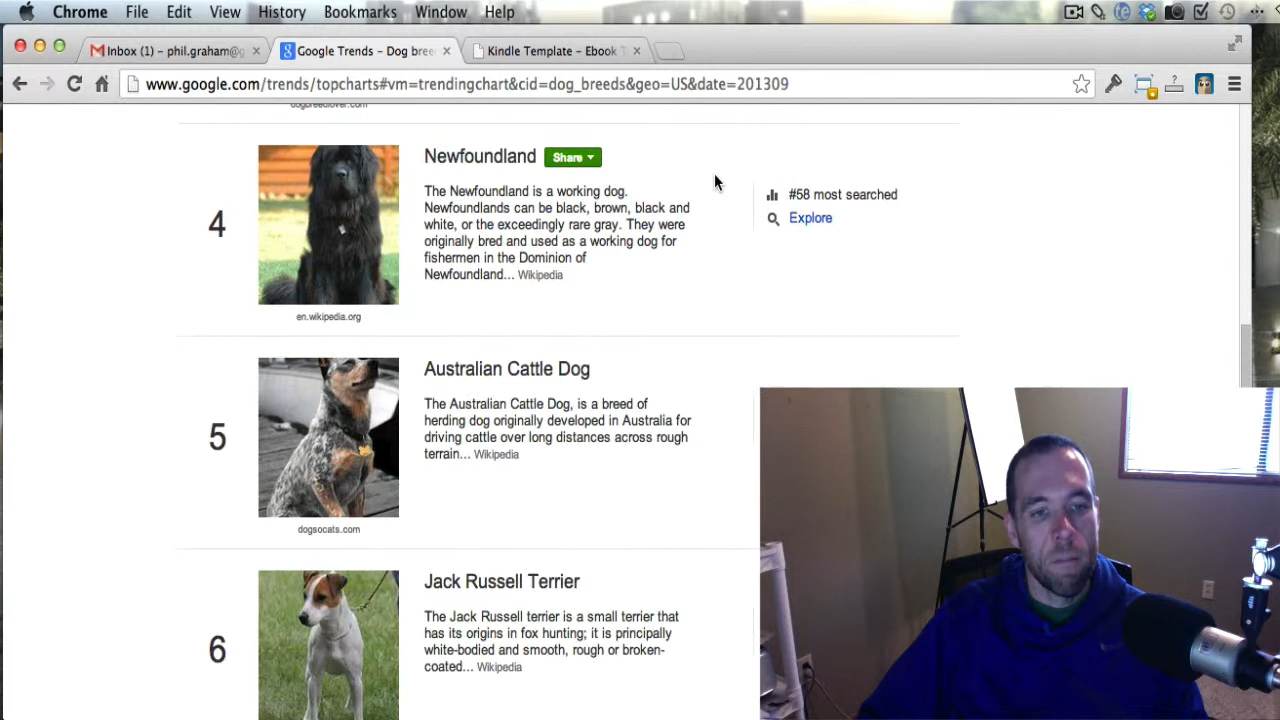 Chrome File Edit View History Bookmarks Window Help
Inbox (1) – phil.graham@g
Google Trends – Dog bree
Kindle Template – Ebook T
www.google.com/trends/topcharts#vm=trendingchart&cid=dog_breeds&geo=US&date=201309
dogbreedlover.com
4
Newfoundland
Share
The Newfoundland is a working dog.
Newfoundlands can be black, brown, black and
white, or the exceedingly rare gray. They were
originally bred and used as a working dog for
fishermen in the Dominion of
Newfoundland... Wikipedia
#58 most searched
Explore
en.wikipedia.org
5
Australian Cattle Dog
The Australian Cattle Dog, is a breed of
herding dog originally developed in Australia for
driving cattle over long distances across rough
terrain... Wikipedia
dogsocats.com
6
Jack Russell Terrier
The Jack Russell terrier is a small terrier that
has its origins in fox hunting; it is principally
white-bodied and smooth, rough or broken-
coated... Wikipedia